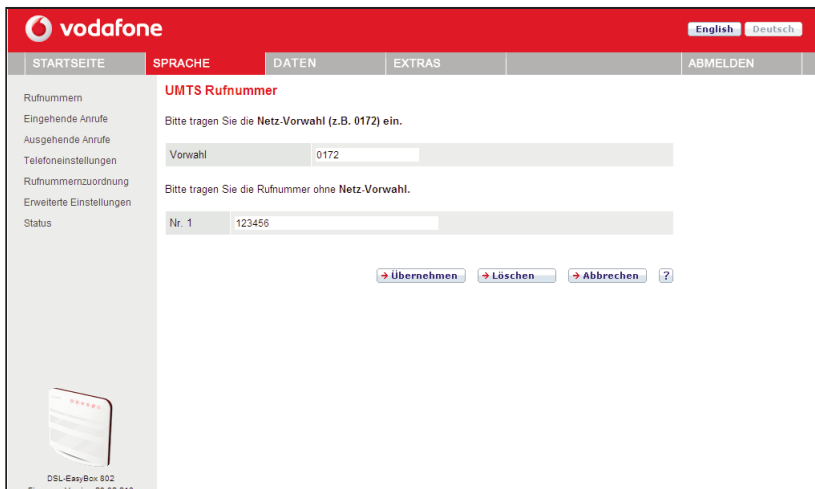 vodafone
English Deutsch
STARTSEITE SPRACHE DATEN EXTRAS ABMELDEN
Rufnummern
Eingehende Anrufe
Ausgehende Anrufe
Telefoneinstellungen
Rufnummernzuordnung
Erweiterte Einstellungen
Status
UMTS Rufnummer
Bitte tragen Sie die Netz-Vorwahl (z.B. 0172) ein.
Vorwahl 0172
Bitte tragen Sie die Rufnummer ohne Netz-Vorwahl.
Nr. 1 123456
Übernehmen Löschen Abbrechen ?
DSL-EasyBox 802